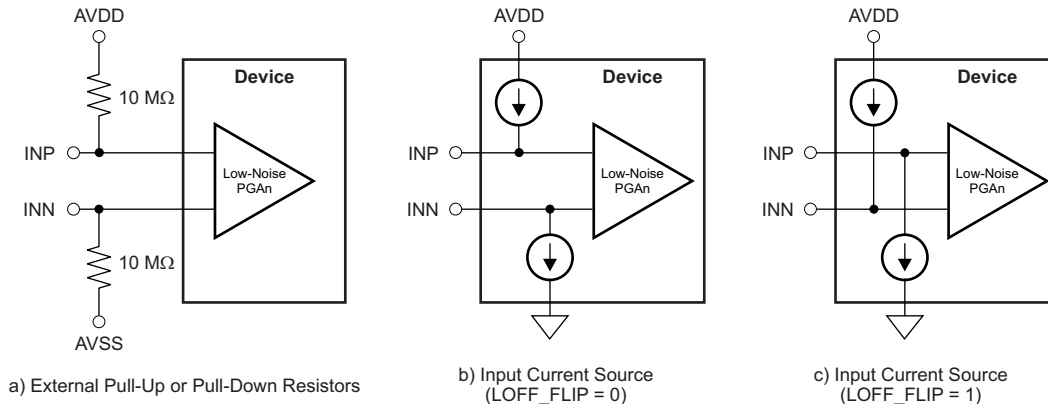 AVDD
Device
10 MΩ
INP
Low-Noise
PGAn
INN
10 MΩ
AVSS
a) External Pull-Up or Pull-Down Resistors
AVDD
Device
INP
Low-Noise
PGAn
INN
b) Input Current Source
(LOFF_FLIP = 0)
AVDD
Device
INP
Low-Noise
PGAn
INN
c) Input Current Source
(LOFF_FLIP = 1)